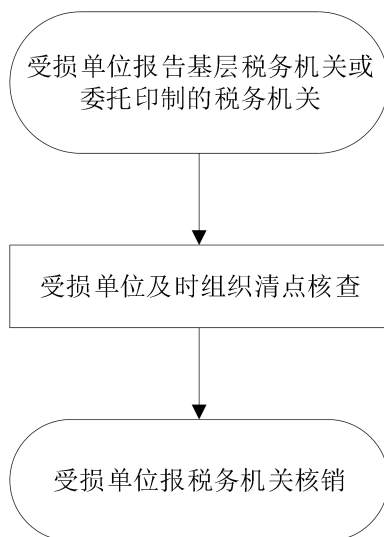 受损单位报告基层税务机关或
委托印制的税务机关
受损单位及时组织清点核查
受损单位报税务机关核销